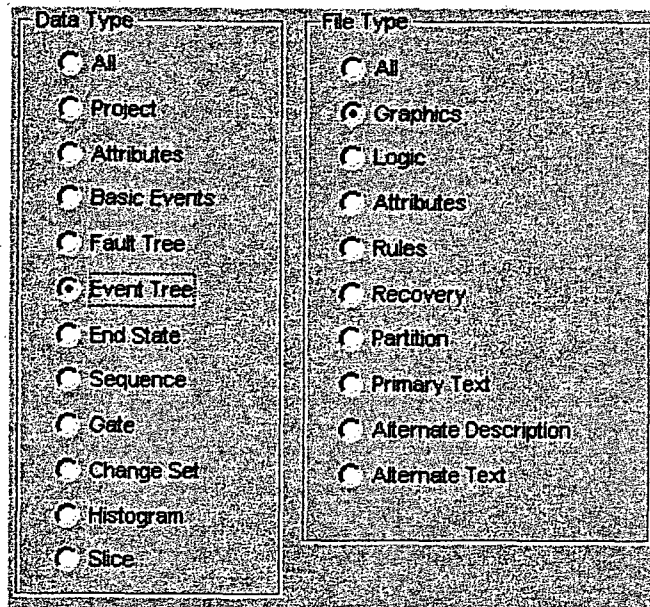 Data Type
All
Project
Attributes
Basic Events
Fault Tree
Event Tree
End State
Sequence
Gate
Change Set
Histogram
Slice
File Type
All
Graphics
Logic
Attributes
Rules
Recovery
Partition
Primary Text
Alternate Description
Alternate Text